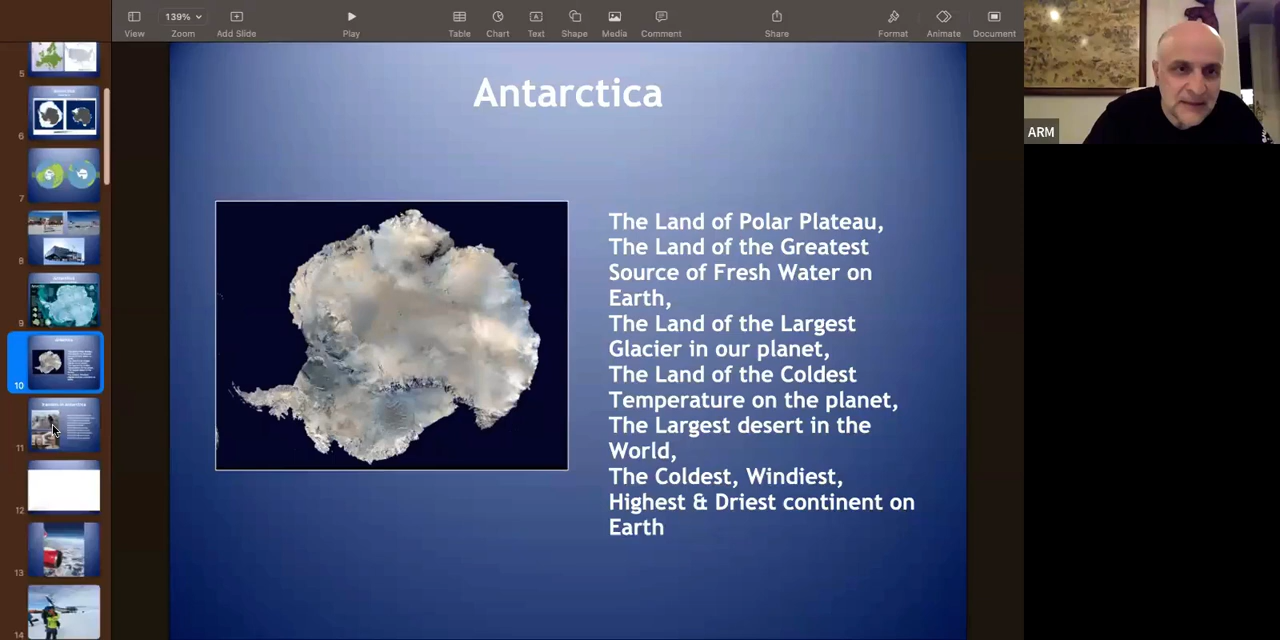 139%
View
Zoom
Add Slide
Play
Table
Chart
Text
Shape
Media
Comment
Share
Format
Animate
Document
ARM
5
6
7
8
9
10
11
12
13
14
Antarctica
The Land of Polar Plateau,
The Land of the Greatest
Source of Fresh Water on
Earth,
The Land of the Largest
Glacier in our planet,
The Land of the Coldest
Temperature on the planet,
The Largest desert in the
World,
The Coldest, Windiest,
Highest & Driest continent on
Earth